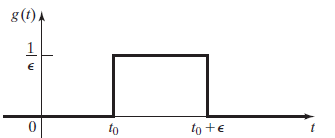 g(t)
1
ϵ
0 t₀ t₀ + ϵ t